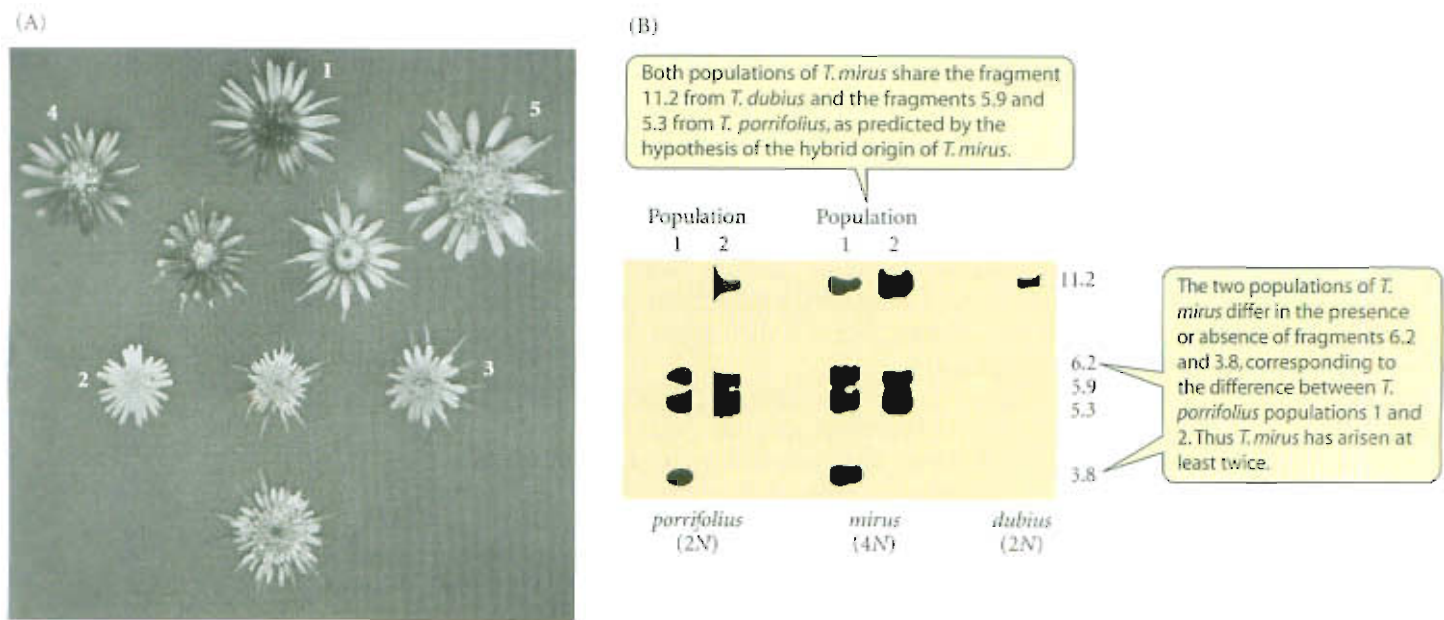 (A)
1
4
5
2
3
(B)
Both populations of T. mirus share the fragment
11.2 from T. dubius and the fragments 5.9 and
5.3 from T. porrifolius, as predicted by the
hypothesis of the hybrid origin of T. mirus.
Population
1 2
Population
1 2
11.2
6.2
5.9
5.3
3.8
The two populations of T.
mirus differ in the presence
or absence of fragments 6.2
and 3.8, corresponding to
the difference between T.
porrifolius populations 1 and
2. Thus T. mirus has arisen at
least twice.
porrifolius
(2N)
mirus
(4N)
dubius
(2N)